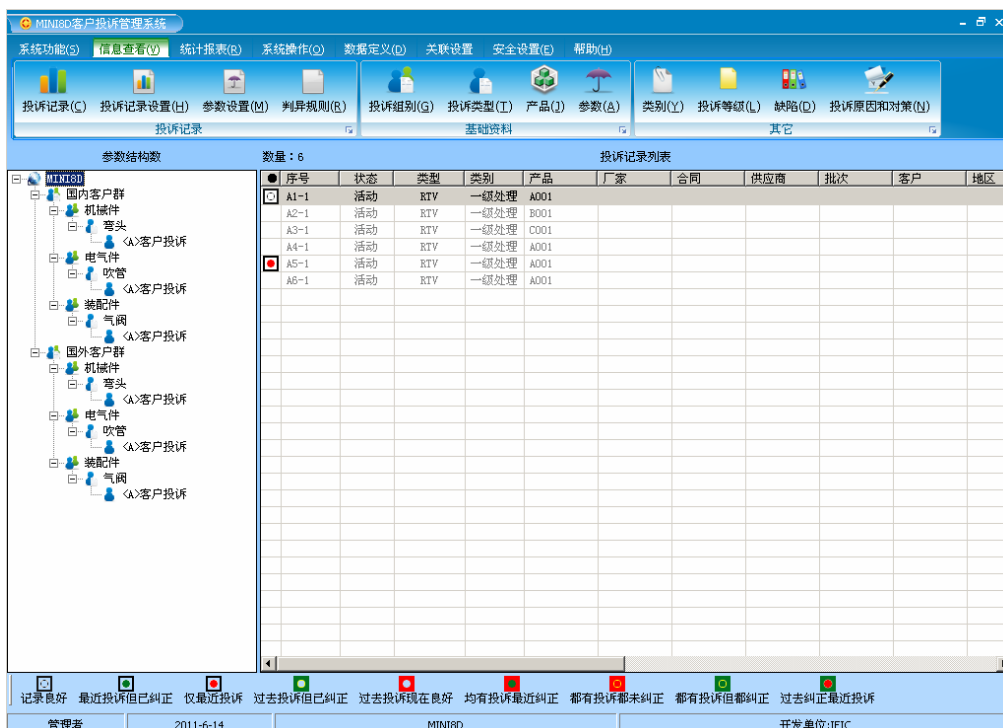 MINI8D客户投诉管理系统
系统功能(S) 信息查看(V) 统计报表(R) 系统操作(O) 数据定义(D) 关联设置 安全设置(E) 帮助(H)
投诉记录(C) 投诉记录设置(H) 参数设置(M) 判异规则(R) 投诉组别(G) 投诉类型(T) 产品(J) 参数(A) 类别(Y) 投诉等级(L) 缺陷(D) 投诉原因和对策(N)
投诉记录 基础资料 其它
参数结构数 数量：6 投诉记录列表
序号 状态 类型 类别 产品 厂家 合同 供应商 批次 客户 地区
A1-1 活动 RTV 一级处理 A001
A2-1 活动 RTV 一级处理 B001
A3-1 活动 RTV 一级处理 C001
A4-1 活动 RTV 一级处理 A001
A5-1 活动 RTV 一级处理 A001
A6-1 活动 RTV 一级处理 A001
MINI8D
国内客户群
机械件
弯头
<A>客户投诉
电气件
吹管
<A>客户投诉
装配件
气阀
<A>客户投诉
国外客户群
机械件
弯头
<A>客户投诉
电气件
吹管
<A>客户投诉
装配件
气阀
<A>客户投诉
记录良好 最近投诉但已纠正 仅最近投诉 过去投诉但已纠正 过去投诉现在良好 均有投诉最近纠正 都有投诉都未纠正 都有投诉但都纠正 过去纠正最近投诉
管理者 2011-6-14 MINI8D 开发单位:IEIC